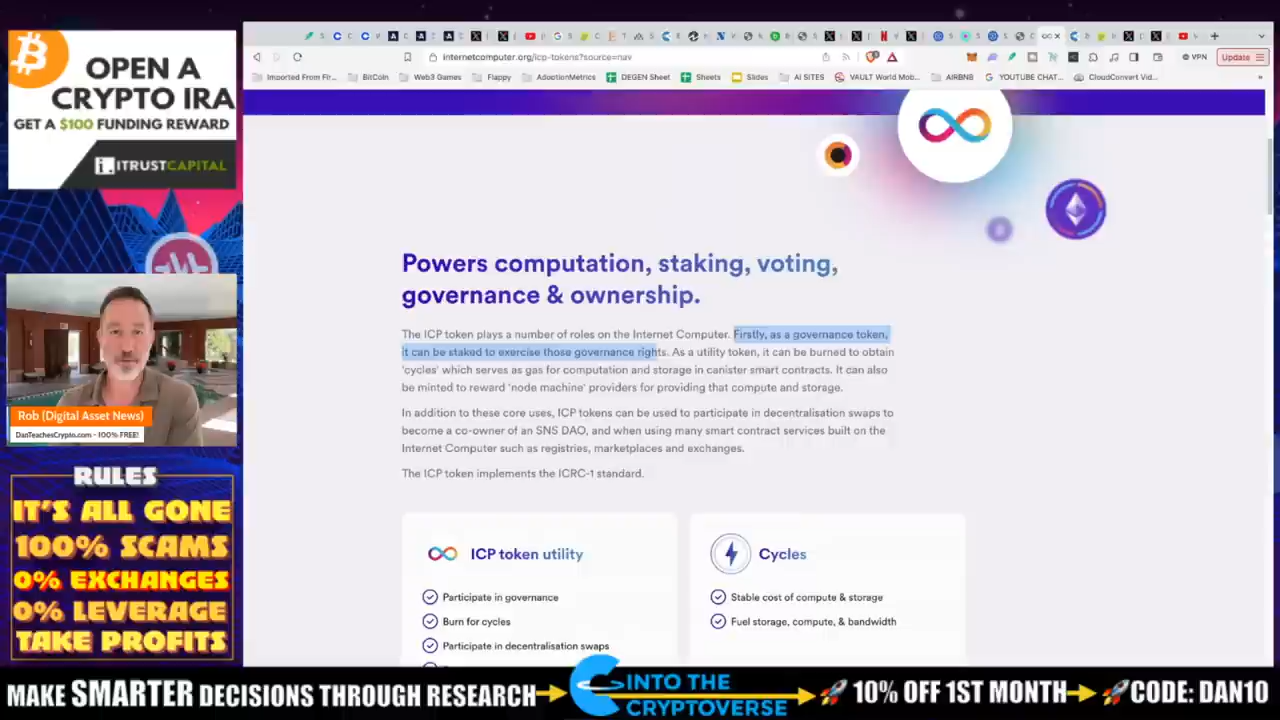 OPEN A
CRYPTO IRA
GET A $100 FUNDING REWARD
i. ITRUSTCAPITAL
Rob (Digital Asset News)
DanTeachesCrypto.com - 100% FREE!
RULES
IT'S ALL GONE
100% SCAMS
0% EXCHANGES
0% LEVERAGE
TAKE PROFITS
internetcomputer.org/icp-tokens?source=nav
VPN
Update
Imported From Fir...
BitCoin
Web3 Games
Flappy
AdoptionMetrics
DEGEN Sheet
Sheets
Slides
AI SITES
VAULT World Mob...
AIRBNB
YOUTUBE CHAT...
CloudConvert Vid...
Powers computation, staking, voting,
governance & ownership.
The ICP token plays a number of roles on the Internet Computer. Firstly, as a governance token,
it can be staked to exercise those governance rights. As a utility token, it can be burned to obtain
'cycles' which serves as gas for computation and storage in canister smart contracts. It can also
be minted to reward 'node machine' providers for providing that compute and storage.
In addition to these core uses, ICP tokens can be used to participate in decentralisation swaps to
become a co-owner of an SNS DAO, and when using many smart contract services built on the
Internet Computer such as registries, marketplaces and exchanges.
The ICP token implements the ICRC-1 standard.
ICP token utility
Participate in governance
Burn for cycles
Participate in decentralisation swaps
Cycles
Stable cost of compute & storage
Fuel storage, compute, & bandwidth
MAKE SMARTER DECISIONS THROUGH RESEARCH
INTO THE
CRYPTOVERSE
10% OFF 1ST MONTH
CODE: DAN10